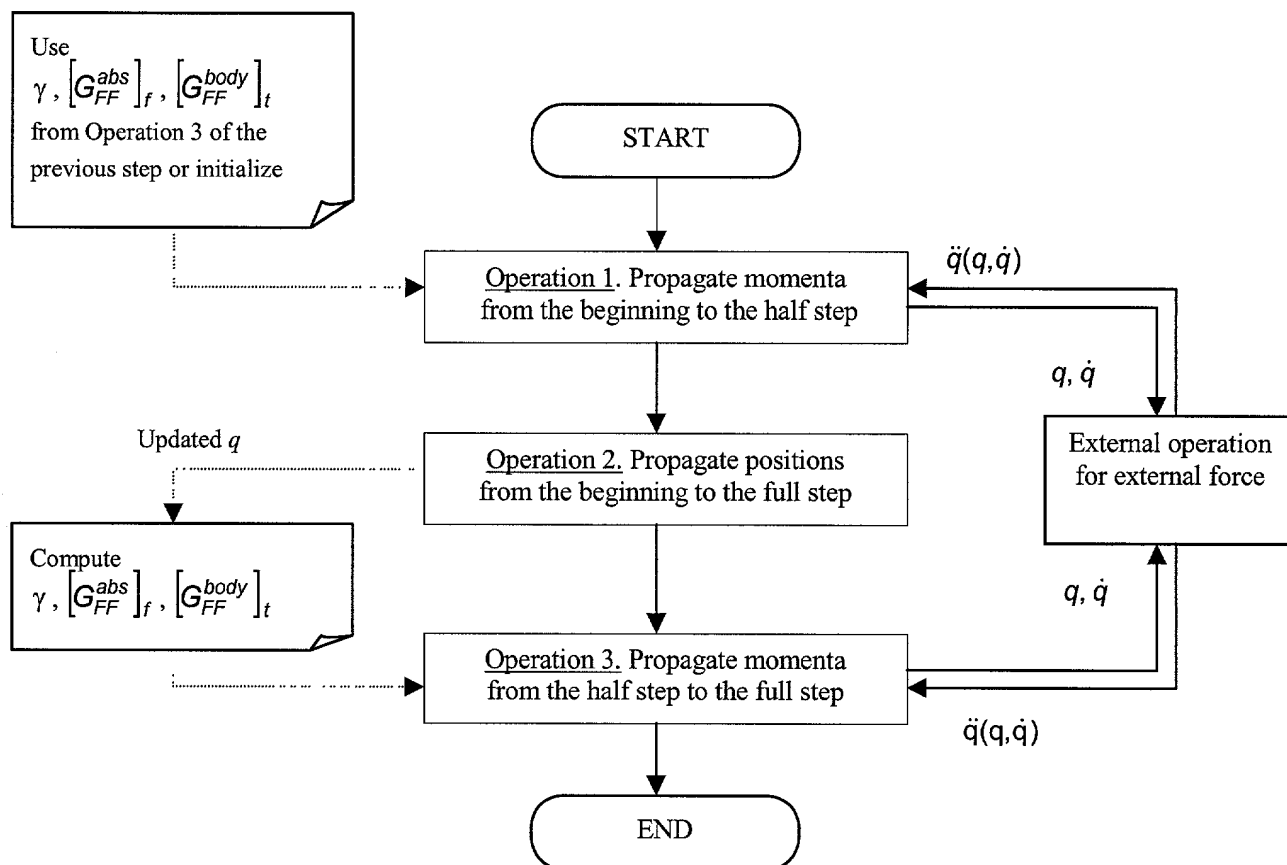 Use
γ , [G_FF^abs]_f , [G_FF^body]_t
from Operation 3 of the
previous step or initialize
START
Operation 1. Propagate momenta
from the beginning to the half step
q̈(q,q̇)
q, q̇
Updated q
Operation 2. Propagate positions
from the beginning to the full step
External operation
for external force
Compute
γ , [G_FF^abs]_f , [G_FF^body]_t
q, q̇
Operation 3. Propagate momenta
from the half step to the full step
q̈(q,q̇)
END